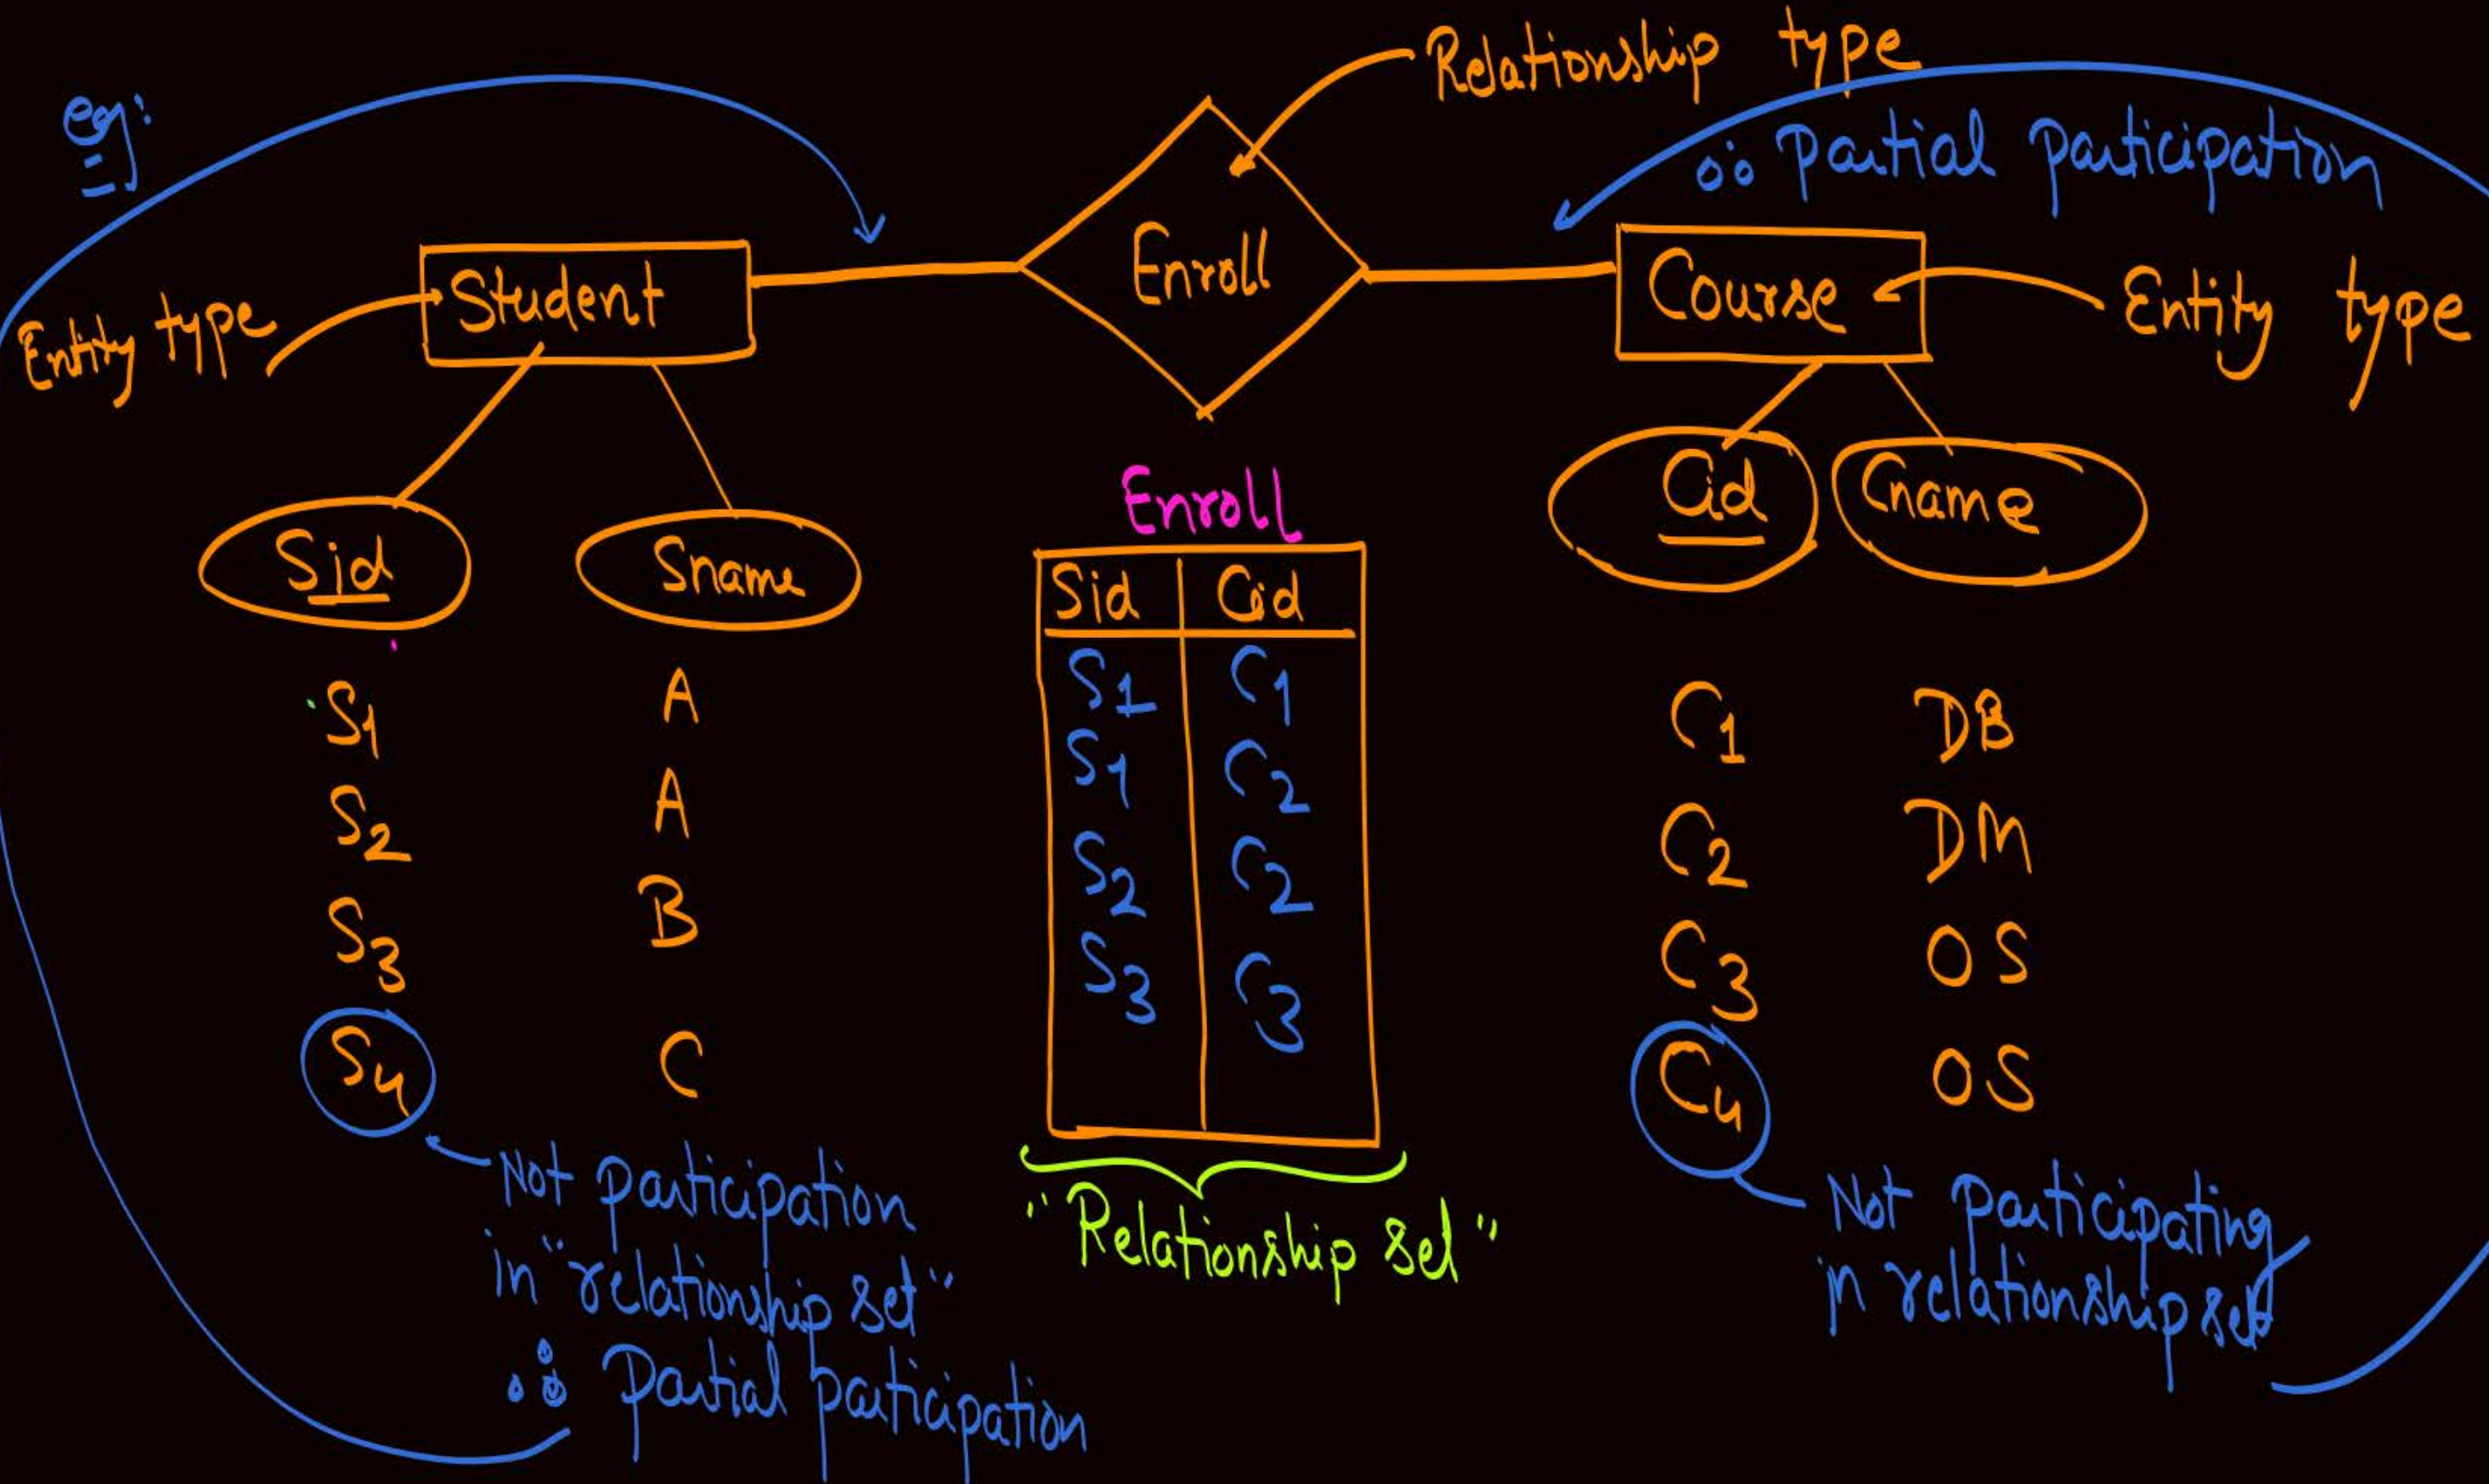 eg:
Relationship type
∴ Partial participation
Entity type
Student
Enroll
Course
Entity type
Sid
Sname
Cid
Cname
Enroll
Sid Cid
S1 C1
S1 C2
S2 C2
S3 C3
"Relationship set"
S1 A
S2 A
S3 B
S4 C
C1 DB
C2 DM
C3 OS
C4 OS
Not participation
in "relationship set"
∴ Partial participation
Not participating
in relationship set